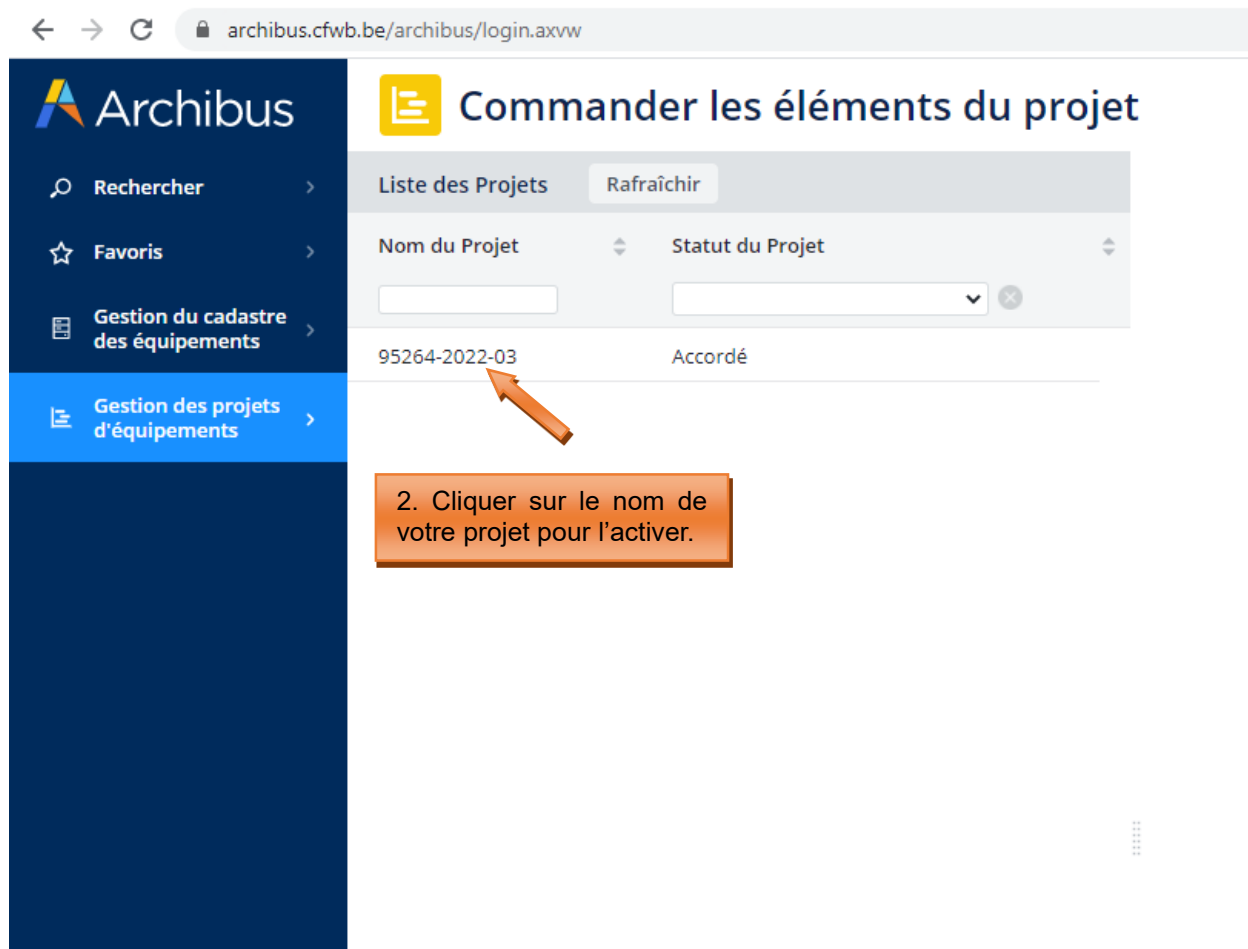 archibus.cfwb.be/archibus/login.axvw
Archibus
Commander les éléments du projet
Rechercher
Liste des Projets Rafraîchir
Favoris
Nom du Projet Statut du Projet
Gestion du cadastre
des équipements
95264-2022-03 Accordé
Gestion des projets
d'équipements
2. Cliquer sur le nom de
votre projet pour l’activer.